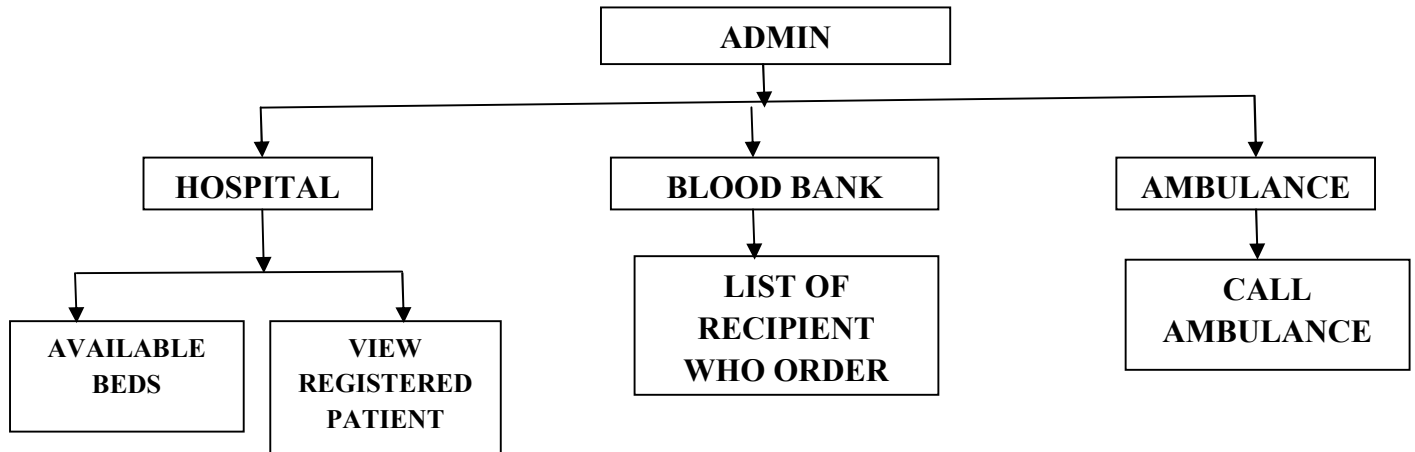 ADMIN
HOSPITAL
BLOOD BANK
AMBULANCE
AVAILABLE
BEDS
VIEW
REGISTERED
PATIENT
LIST OF
RECIPIENT
WHO ORDER
CALL
AMBULANCE